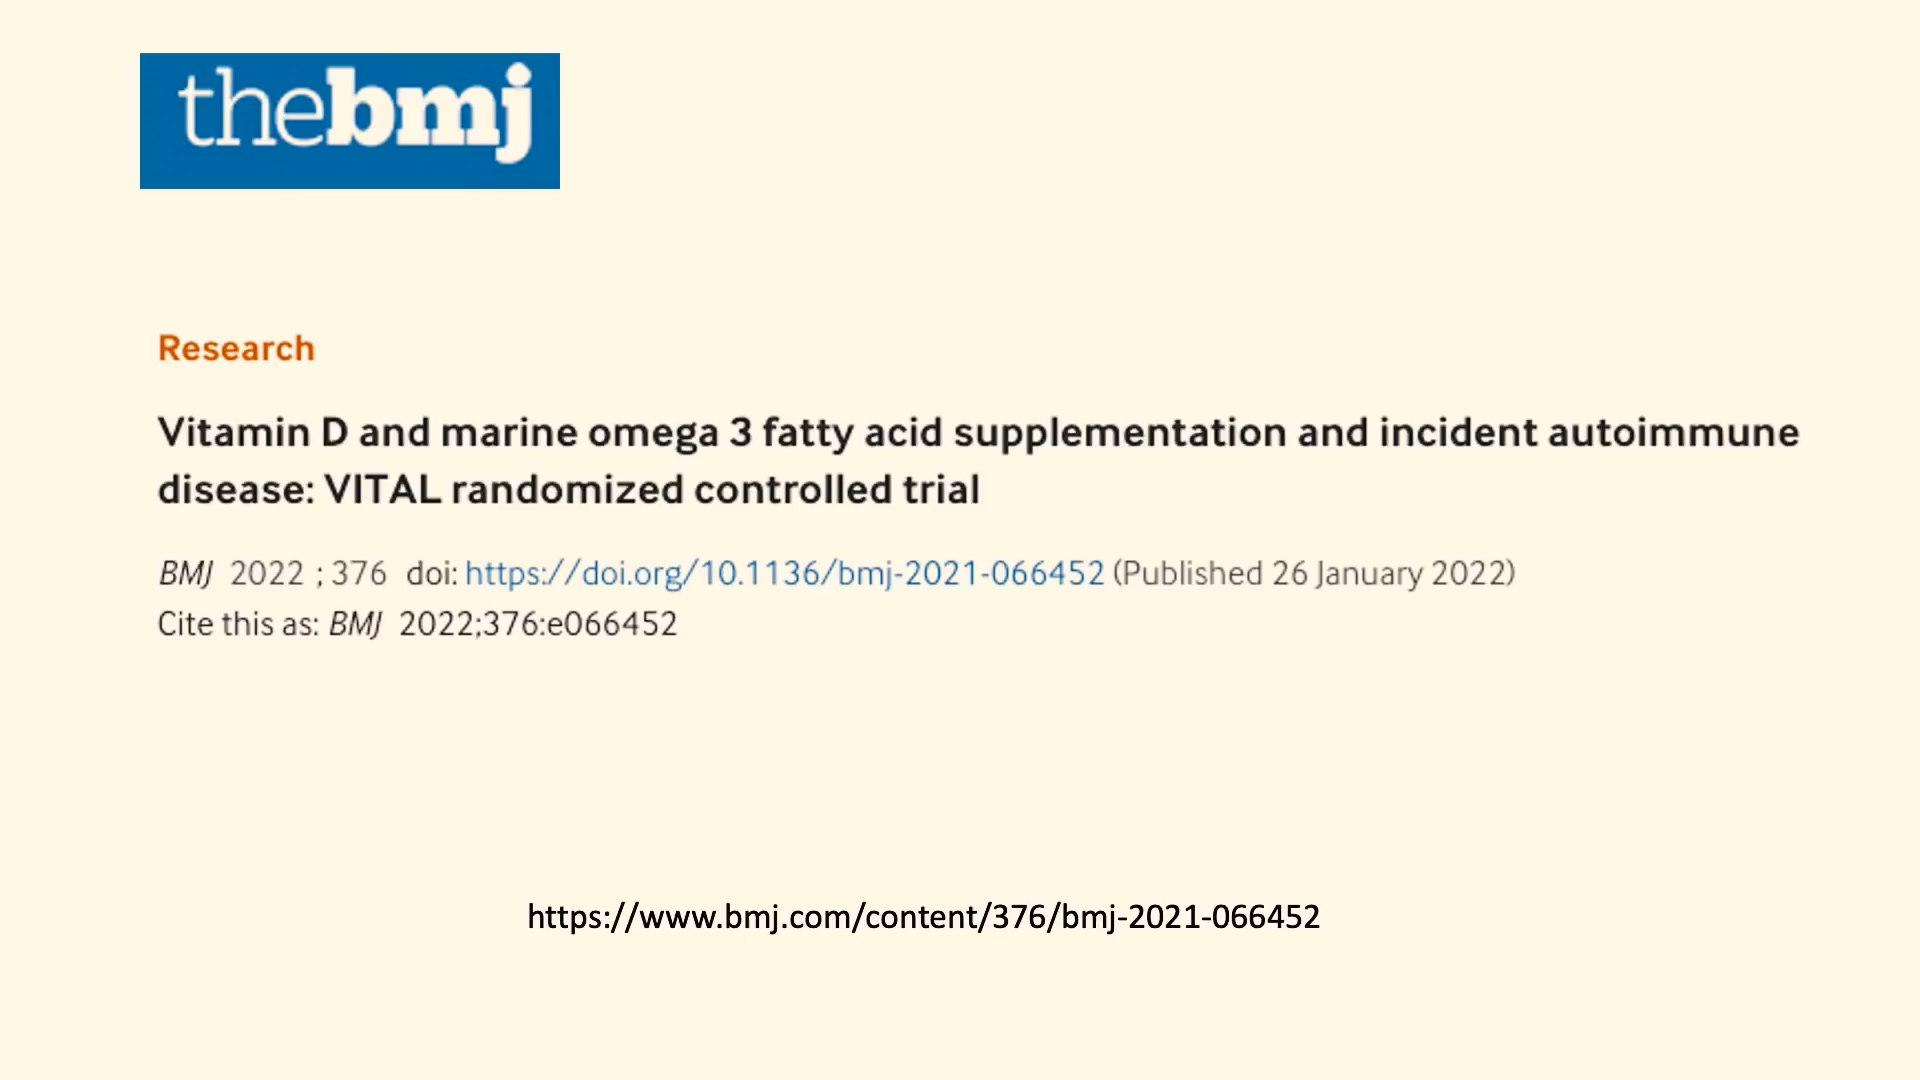 thebmj
Research
Vitamin D and marine omega 3 fatty acid supplementation and incident autoimmune
disease: VITAL randomized controlled trial
BMJ 2022 ; 376 doi: https://doi.org/10.1136/bmj-2021-066452 (Published 26 January 2022)
Cite this as: BMJ 2022;376:e066452
https://www.bmj.com/content/376/bmj-2021-066452